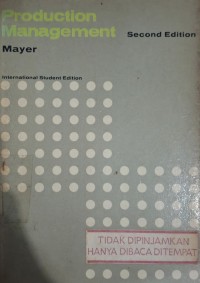 Production
Management Second Edition
Mayer
International Student Edition
TIDAK DIPINJAMKAN
HANYA DIBACA DITEMPAT